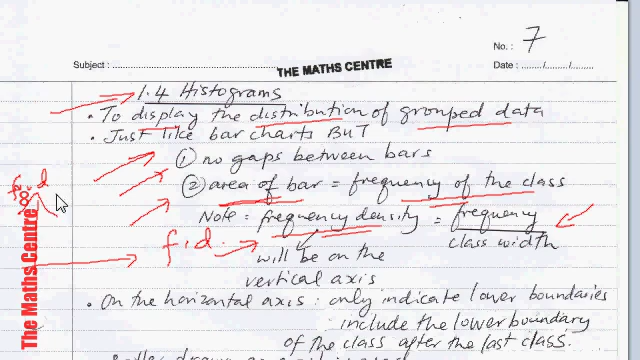 No.: 7
Subject: THE MATHS CENTRE Date: ....../....../......
1.4 Histograms
• To display the distribution of grouped data
• Just like bar charts BUT
① no gaps between bars
② area of bar = frequency of the class
Note = frequency density = frequency
class width
f.d.
will be on the
vertical axis
• On the horizontal axis: only indicate lower boundaries
include the lower boundary
of the class after the last class.
The Maths Centre